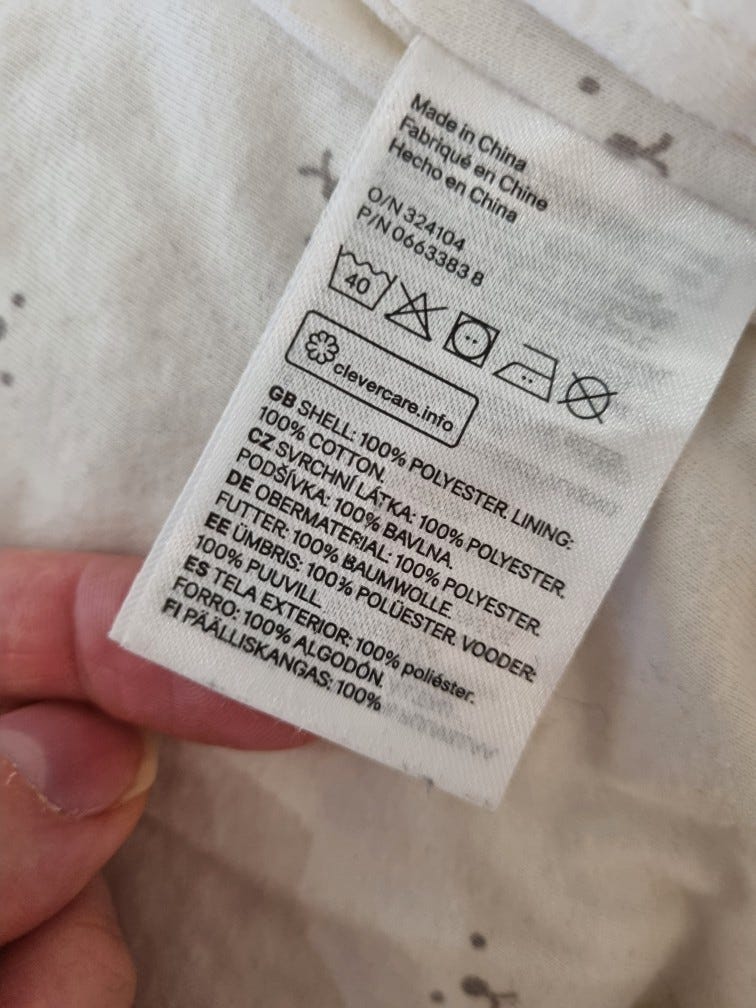 Made in China
Fabriqué en Chine
Hecho en China
O/N 324104
P/N 0663383 B
40
clevercare.info
GB SHELL: 100% POLYESTER. LINING:
100% COTTON.
CZ SVRCHNÍ LÁTKA: 100% POLYESTER.
PODŠÍVKA: 100% BAVLNA.
DE OBERMATERIAL: 100% POLYESTER.
FUTTER: 100% BAUMWOLLE.
EE ÜMBRIS: 100% POLÜESTER. VOODER:
100% PUUVILL.
ES TELA EXTERIOR: 100% poliéster.
FORRO: 100% ALGODÓN.
FI PÄÄLLISKANGAS: 100%